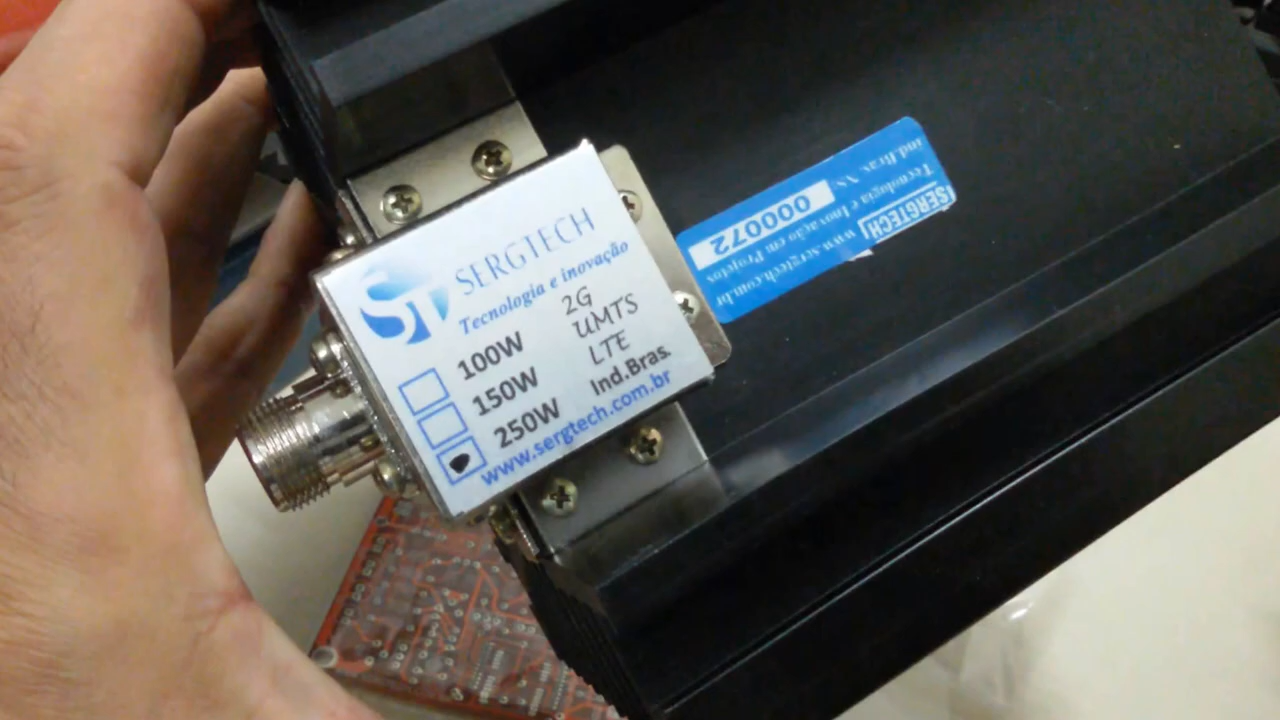 ST
SERGTECH
Tecnologia e inovação
100W 2G
150W UMTS
250W LTE
Ind.Bras.
www.sergtech.com.br
SERGTECH
www.sergtech.com.br
Tecnologia e Inovação em Projetos
ind.Bras. NS 000072